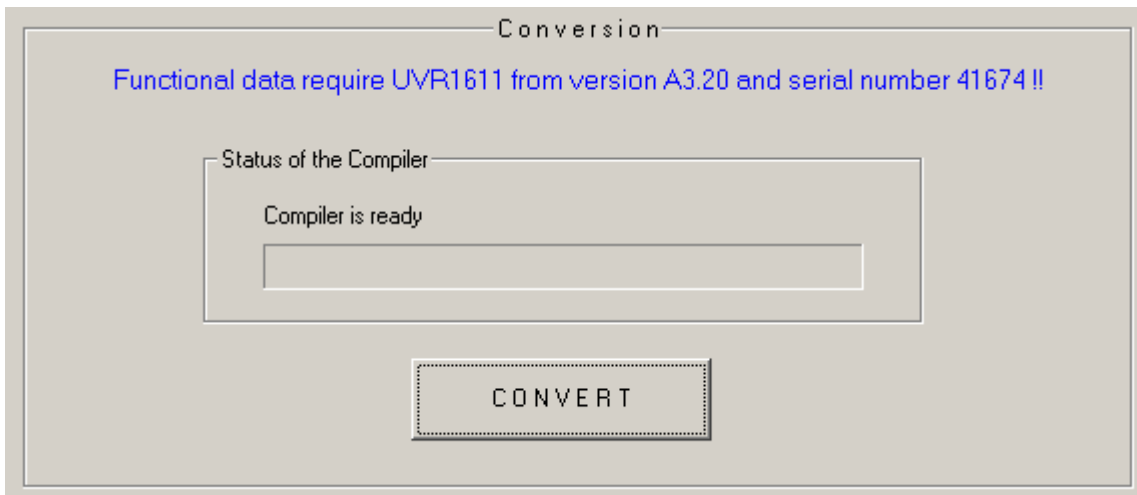 Conversion
Functional data require UVR1611 from version A3.20 and serial number 41674 !!
Status of the Compiler
Compiler is ready
CONVERT